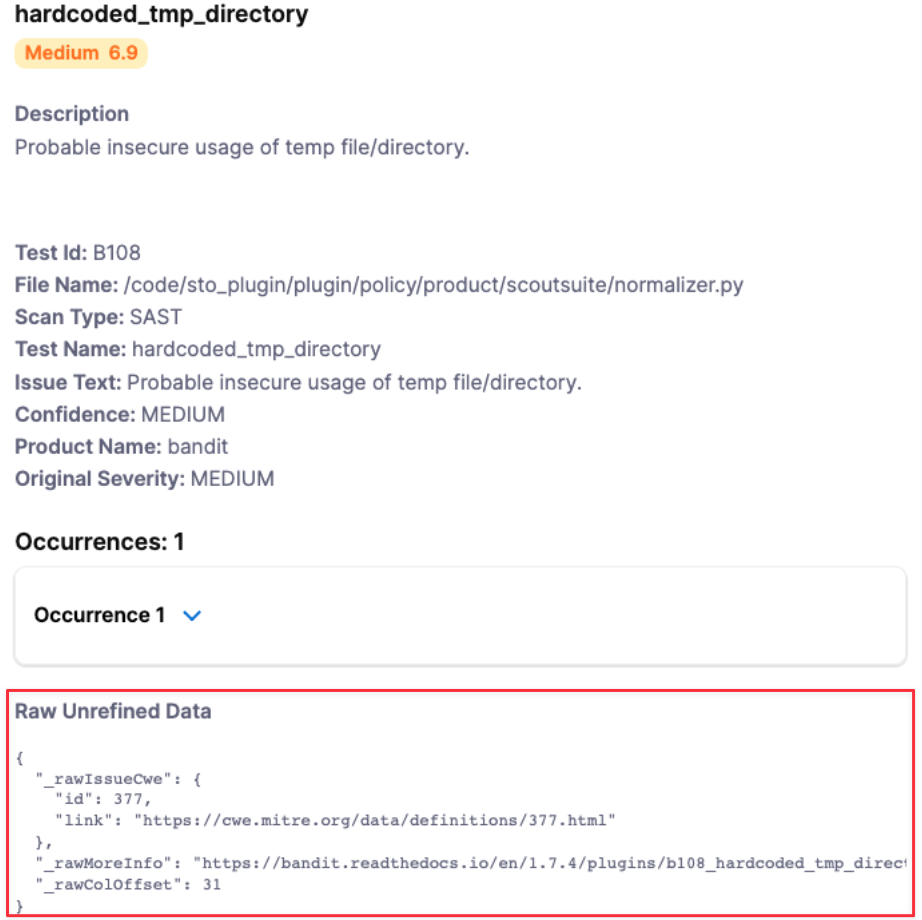 hardcoded_tmp_directory
Medium 6.9
Description
Probable insecure usage of temp file/directory.
Test Id: B108
File Name: /code/sto_plugin/plugin/policy/product/scoutsuite/normalizer.py
Scan Type: SAST
Test Name: hardcoded_tmp_directory
Issue Text: Probable insecure usage of temp file/directory.
Confidence: MEDIUM
Product Name: bandit
Original Severity: MEDIUM
Occurrences: 1
Occurrence 1
Raw Unrefined Data
{
"_rawIssueCwe": {
"id": 377,
"link": "https://cwe.mitre.org/data/definitions/377.html"
},
"_rawMoreInfo": "https://bandit.readthedocs.io/en/1.7.4/plugins/b108_hardcoded_tmp_direct
"_rawColOffset": 31
}